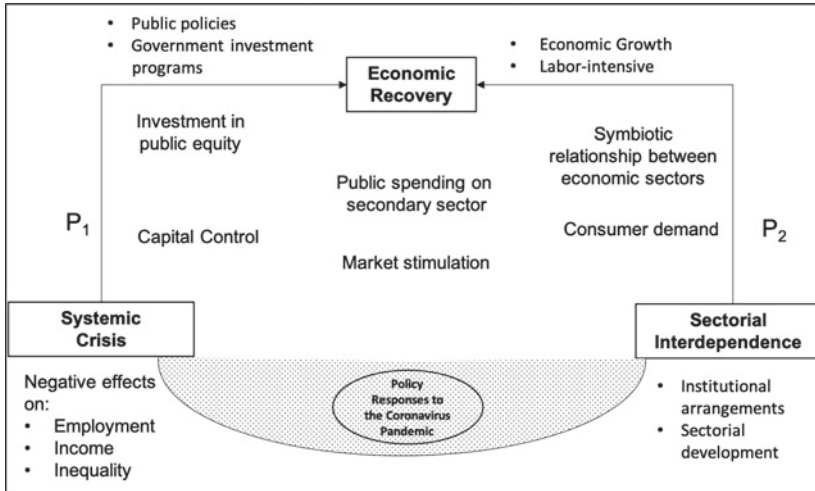 • Public policies
• Government investment
programs
• Economic Growth
• Labor-intensive
Economic
Recovery
Investment in
public equity
Symbiotic
relationship between
economic sectors
Public spending on
secondary sector
P1
Capital Control
Consumer demand
P2
Market stimulation
Systemic
Crisis
Sectorial
Interdependence
Negative effects
on:
• Employment
• Income
• Inequality
Policy
Responses to
the Coronavirus
Pandemic
• Institutional
arrangements
• Sectorial
development